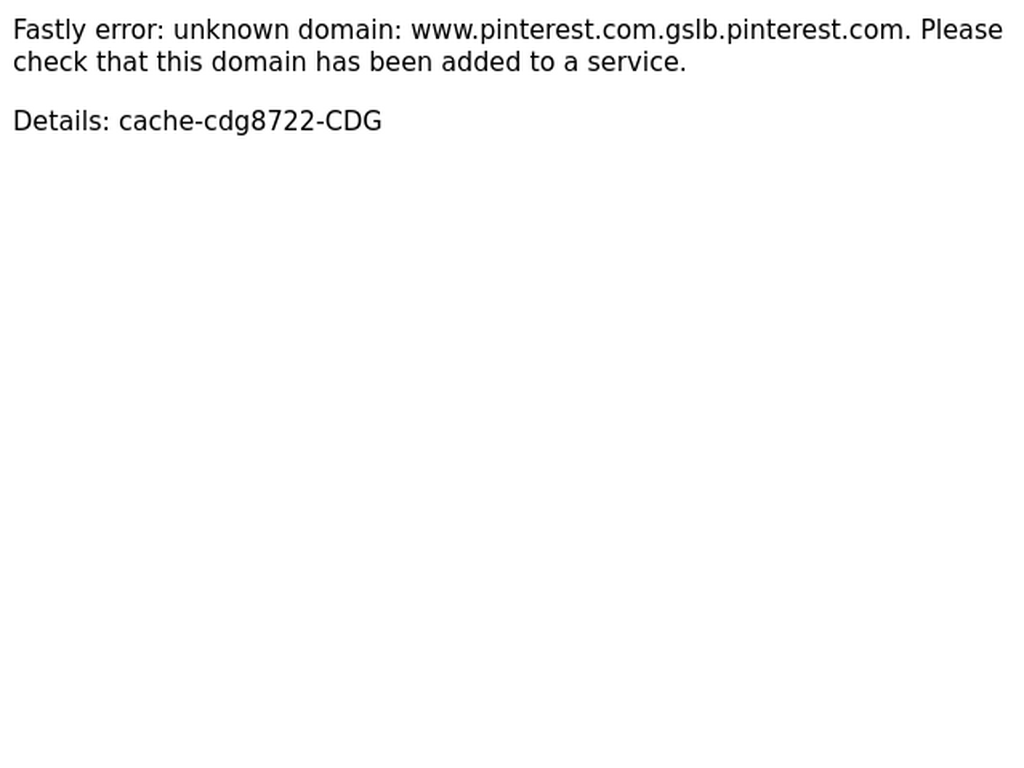 Fastly error: unknown domain: www.pinterest.com.gslb.pinterest.com. Please
check that this domain has been added to a service.
Details: cache-cdg8722-CDG